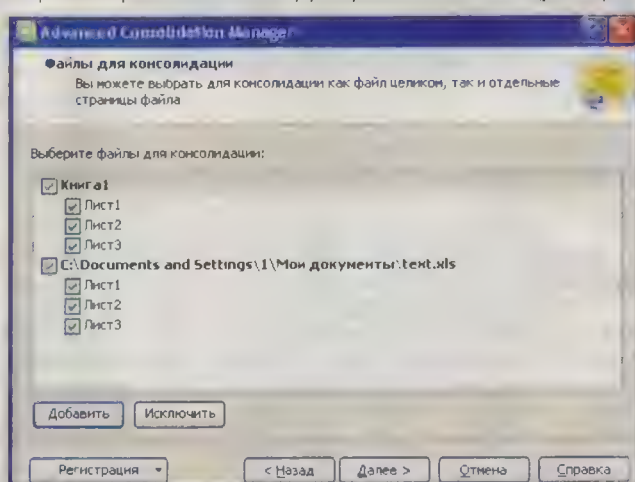 Advanced Consolidation Manager
Файлы для консолидации
Вы можете выбрать для консолидации как файл целиком, так и отдельные
страницы файла
Выберите файлы для консолидации:
Книга1
Лист1
Лист2
Лист3
C:\Documents and Settings\1\Мои документы\text.xls
Лист1
Лист2
Лист3
Добавить Исключить
Регистрация < Назад Далее > Отмена Справка